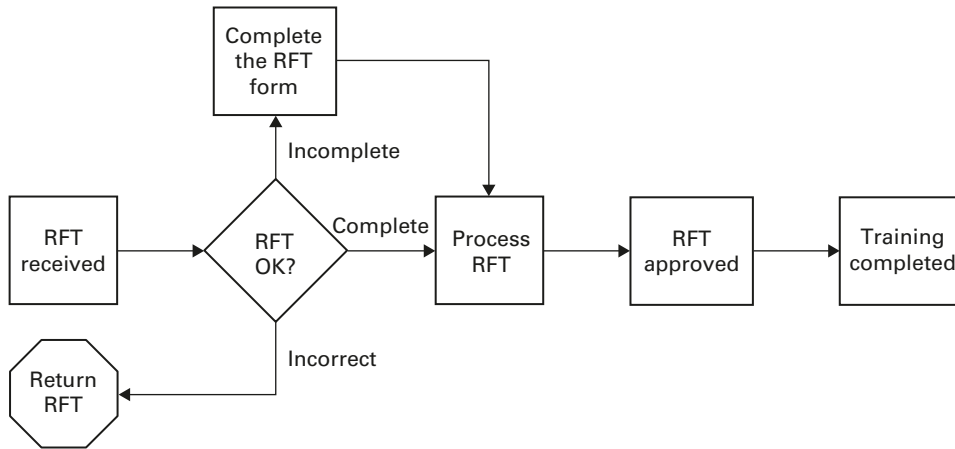 Complete
the RFT
form
Incomplete
RFT
received
RFT
OK?
Complete
Process
RFT
RFT
approved
Training
completed
Incorrect
Return
RFT